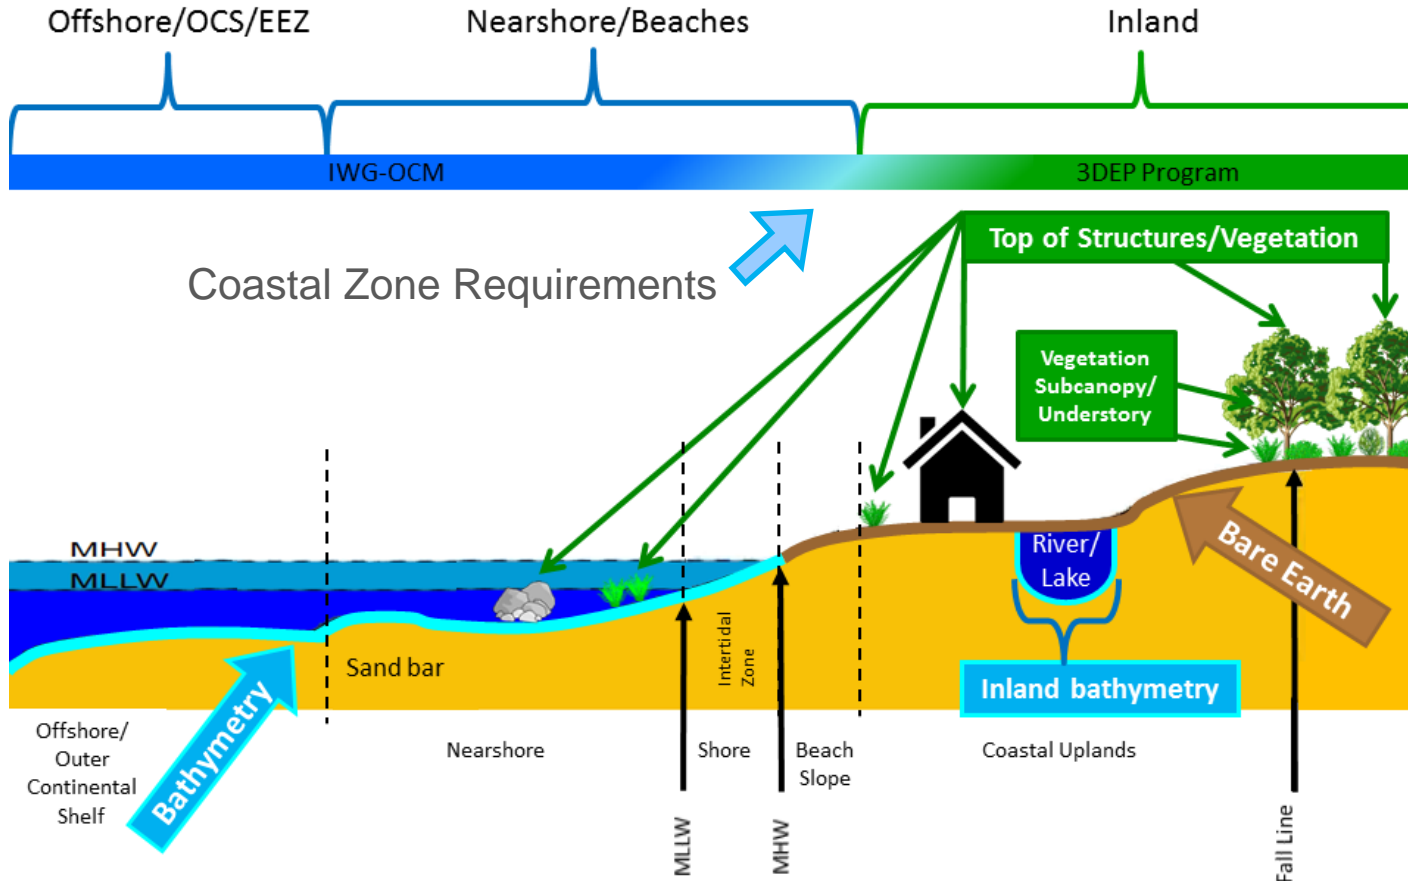 Offshore/OCS/EEZ
Nearshore/Beaches
Inland
IWG-OCM
3DEP Program
Coastal Zone Requirements
Top of Structures/Vegetation
Vegetation
Subcanopy/
Understory
MHW
MLLW
River/
Lake
Bare Earth
Sand bar
Intertidal
Zone
Inland bathymetry
Bathymetry
Offshore/
Outer
Continental
Shelf
Nearshore
Shore
Beach
Slope
Coastal Uplands
MLLW
MHW
Fall Line